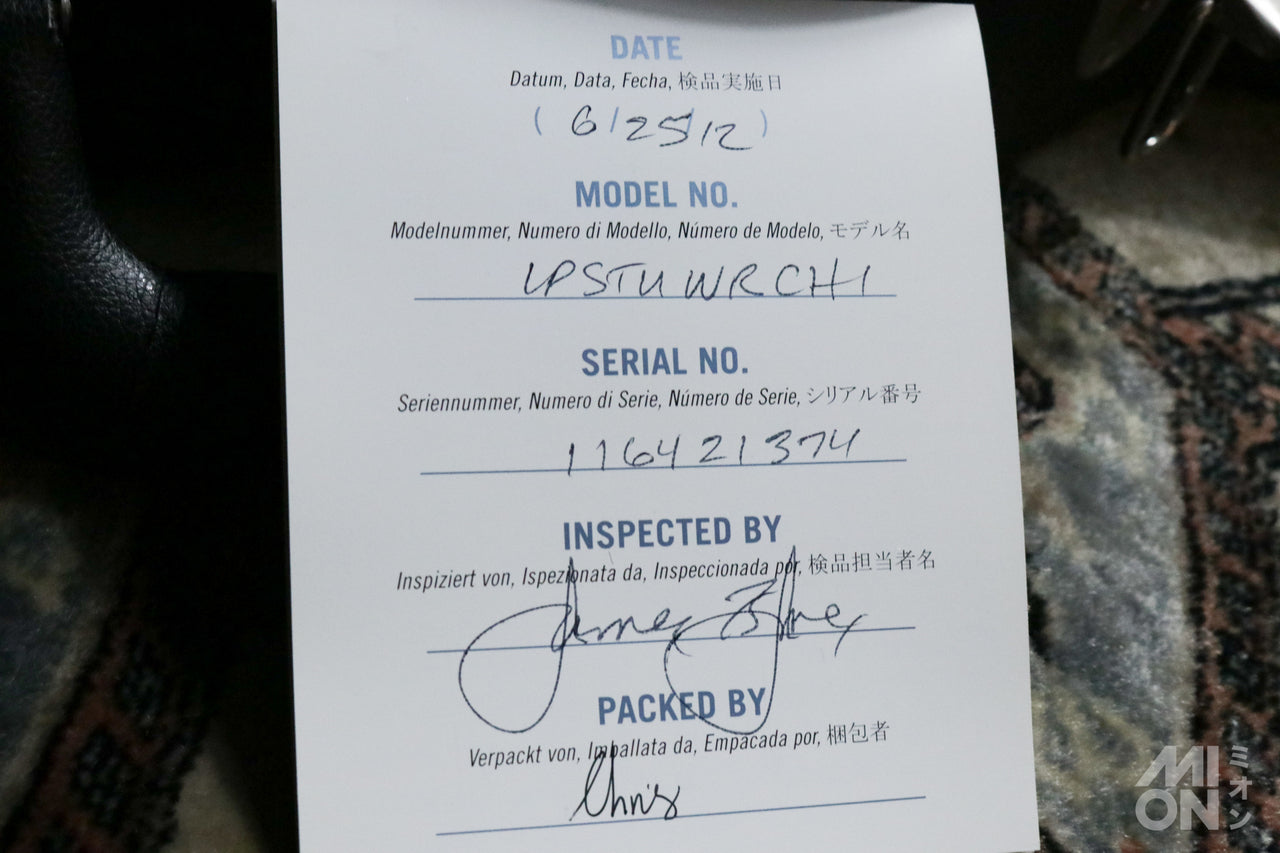 DATE
Datum, Data, Fecha, 検品実施日
( 6/25/12 )
MODEL NO.
Modelnummer, Numero di Modello, Número de Modelo, モデル名
LPSTUWRCH1
SERIAL NO.
Seriennummer, Numero di Serie, Número de Serie, シリアル番号
116421374
INSPECTED BY
Inspiziert von, Ispezionata da, Inspeccionada por, 検品担当者名
James
PACKED BY
Verpackt von, Imballata da, Empacada por, 梱包者
Chris
MION ミオン